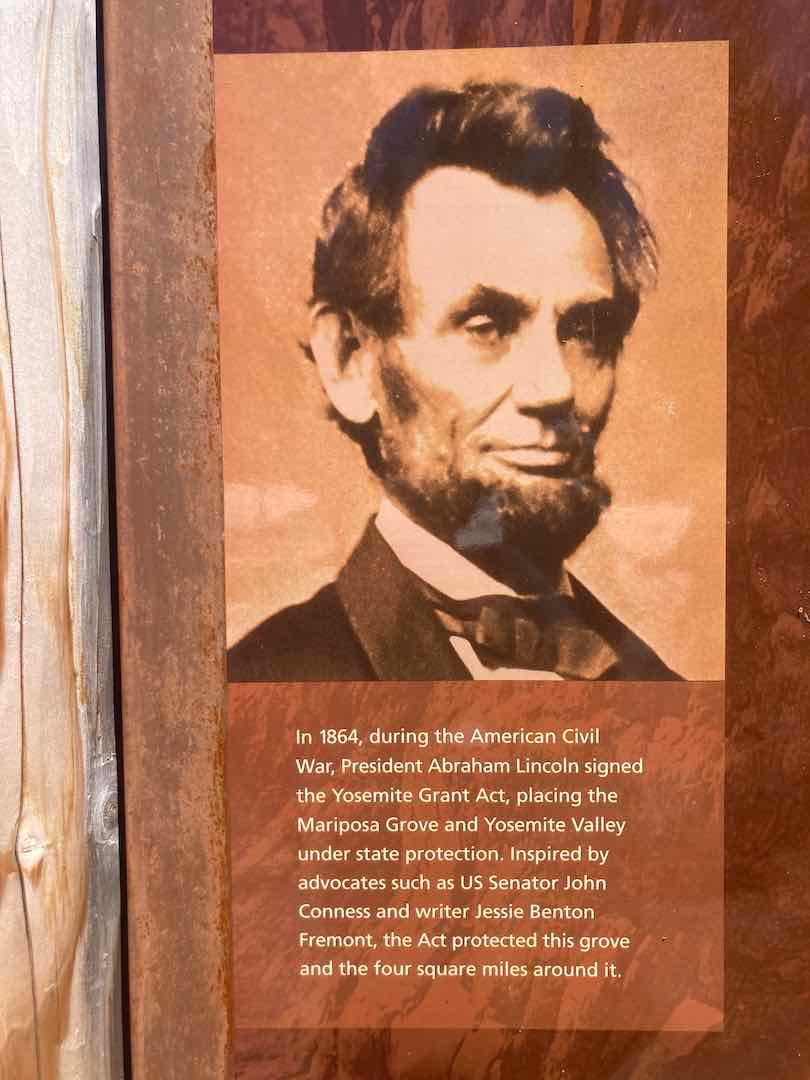 In 1864, during the American Civil
War, President Abraham Lincoln signed
the Yosemite Grant Act, placing the
Mariposa Grove and Yosemite Valley
under state protection. Inspired by
advocates such as US Senator John
Conness and writer Jessie Benton
Fremont, the Act protected this grove
and the four square miles around it.